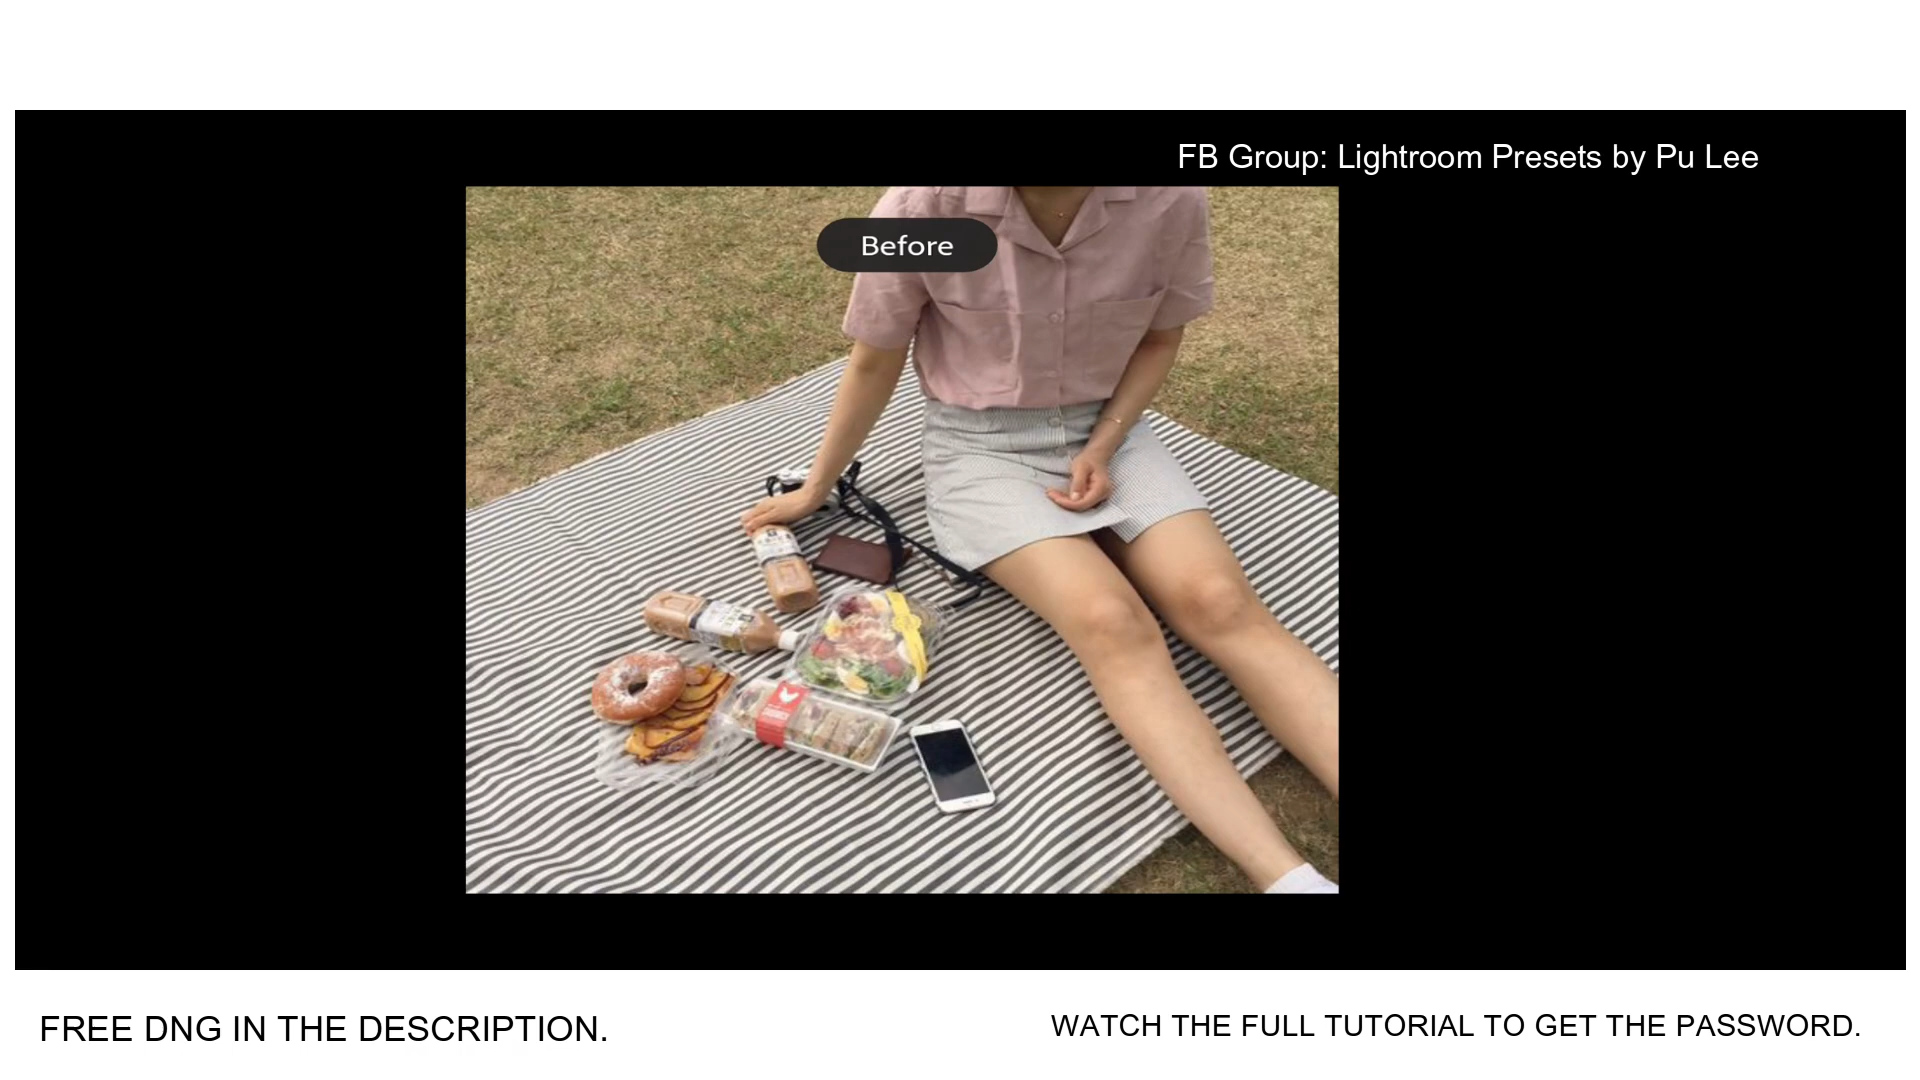 FB Group: Lightroom Presets by Pu Lee
Before
FREE DNG IN THE DESCRIPTION.
WATCH THE FULL TUTORIAL TO GET THE PASSWORD.